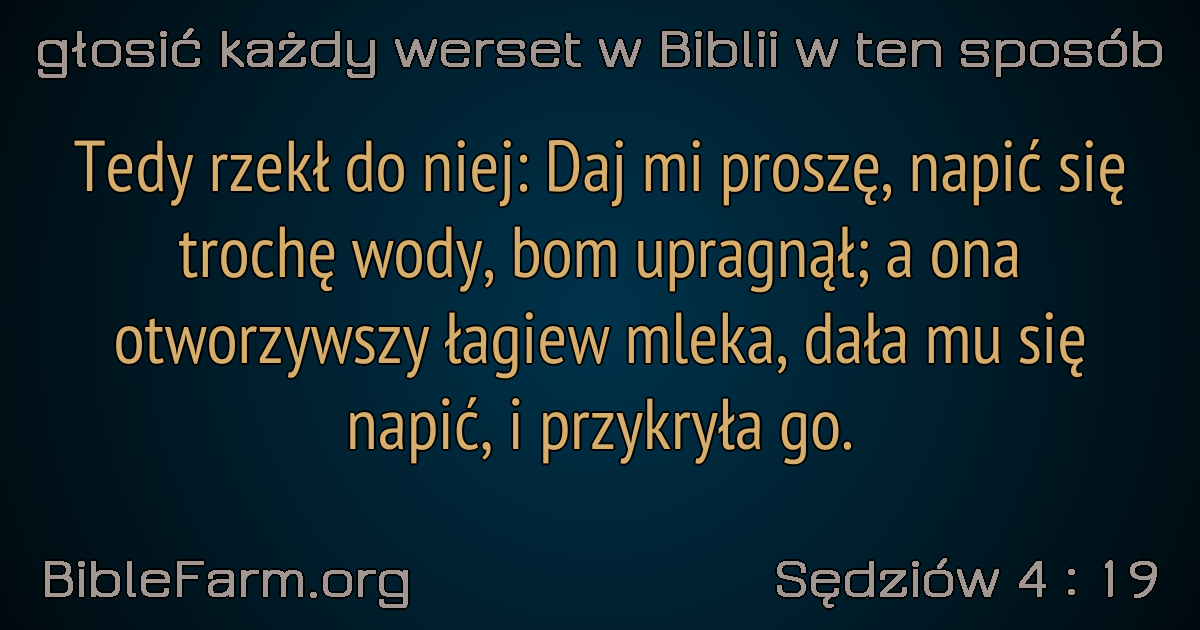 głosić każdy werset w Biblii w ten sposób
Tedy rzekł do niej: Daj mi proszę, napić się
trochę wody, bom upragnął; a ona
otworzywszy łagiew mleka, dała mu się
napić, i przykryła go.
BibleFarm.org
Sędziów 4 : 19